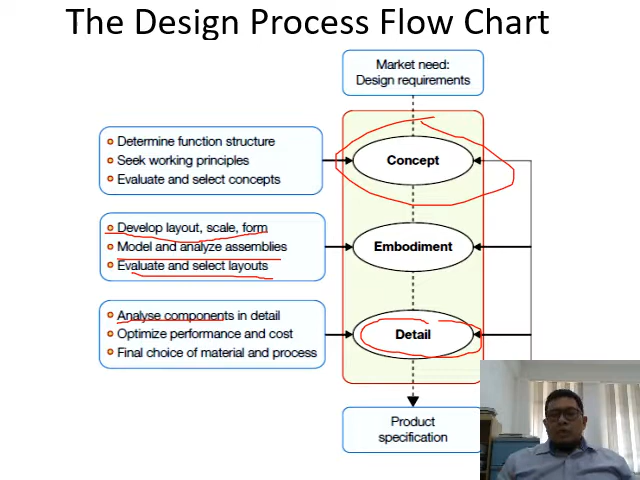 The Design Process Flow Chart
Market need:
Design requirements
Determine function structure
Seek working principles
Evaluate and select concepts
Concept
Develop layout, scale, form
Model and analyze assemblies
Evaluate and select layouts
Embodiment
Analyse components in detail
Optimize performance and cost
Final choice of material and process
Detail
Product
specification